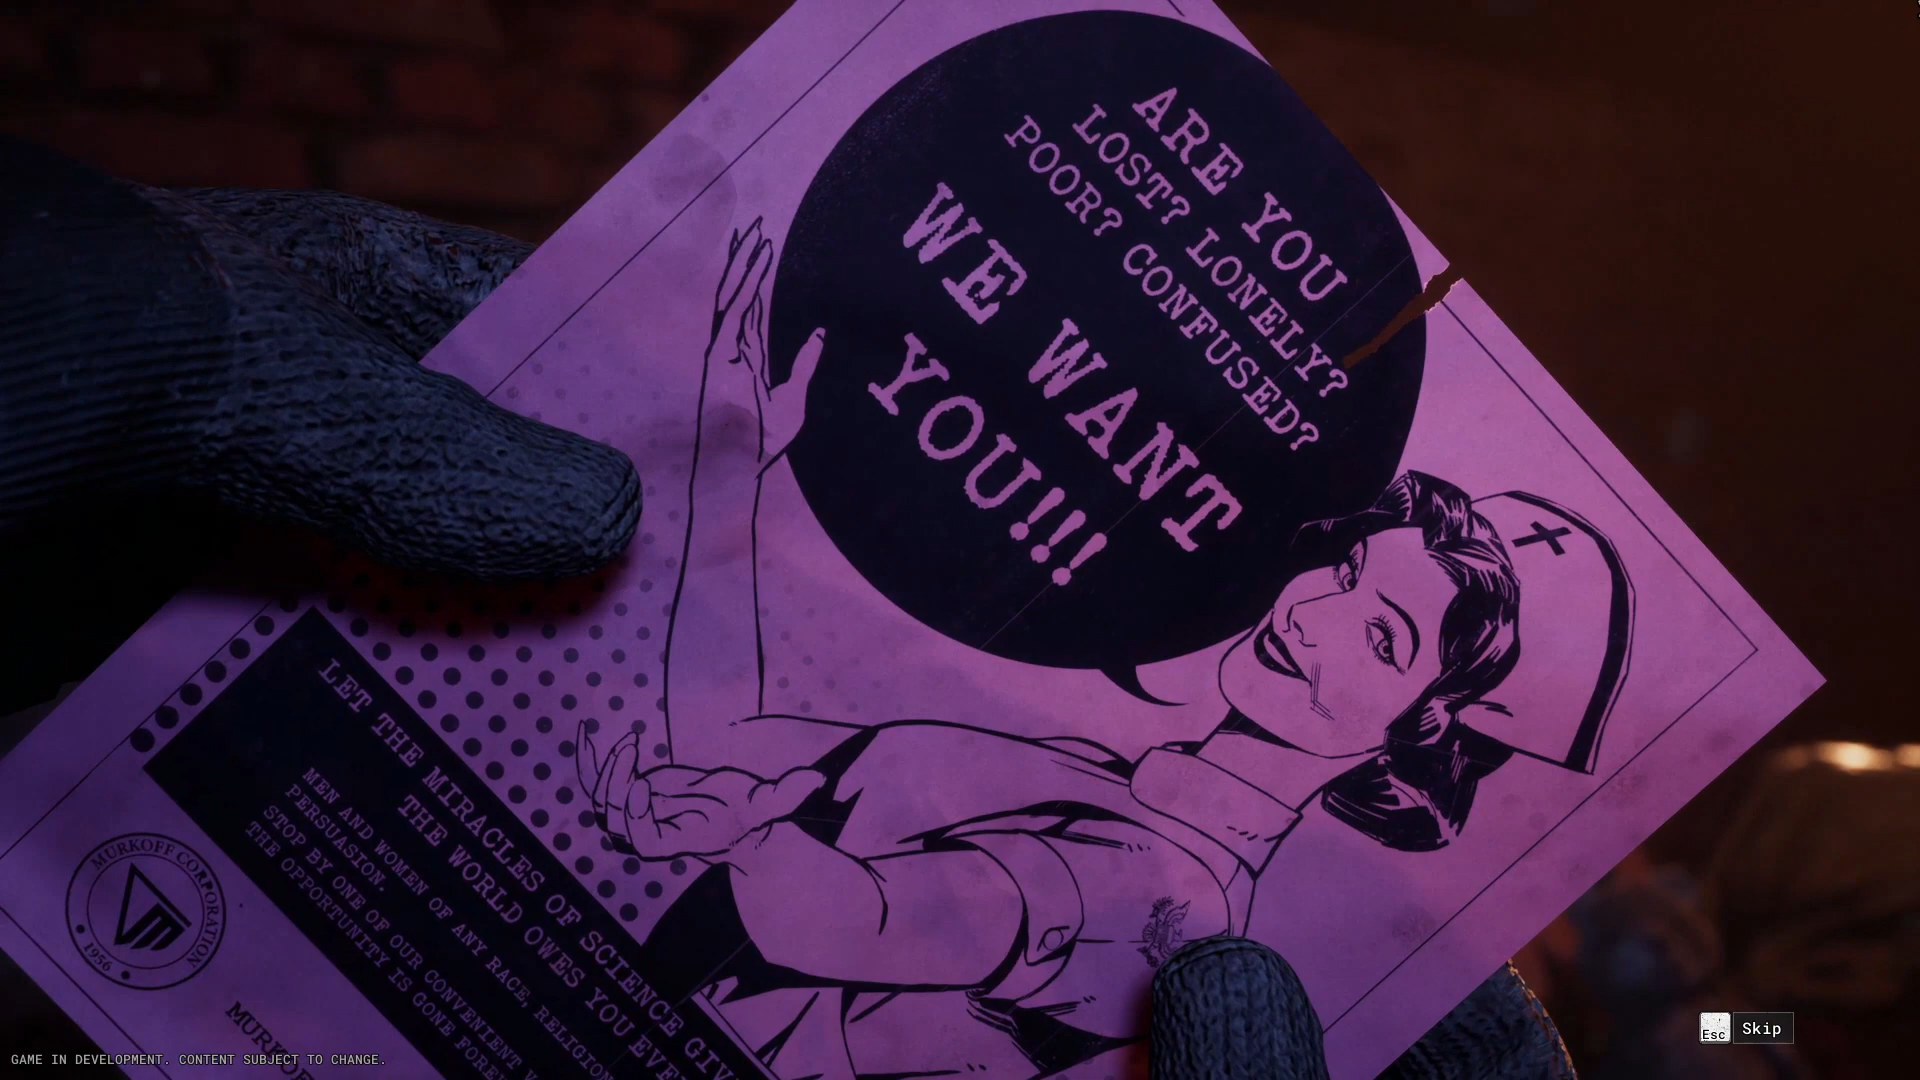 ARE YOU
LOST? LONELY?
POOR? CONFUSED?
WE WANT
YOU!!!
LET THE MIRACLES OF SCIENCE GIV
THE WORLD OWES YOU EVE
MEN AND WOMEN OF ANY RACE, RELIGION
PERSUASION.
STOP BY ONE OF OUR CONVENIENT
THE OPPORTUNITY IS GONE
MURKOFF CORPORATION
1956
GAME IN DEVELOPMENT. CONTENT SUBJECT TO CHANGE.
Esc Skip